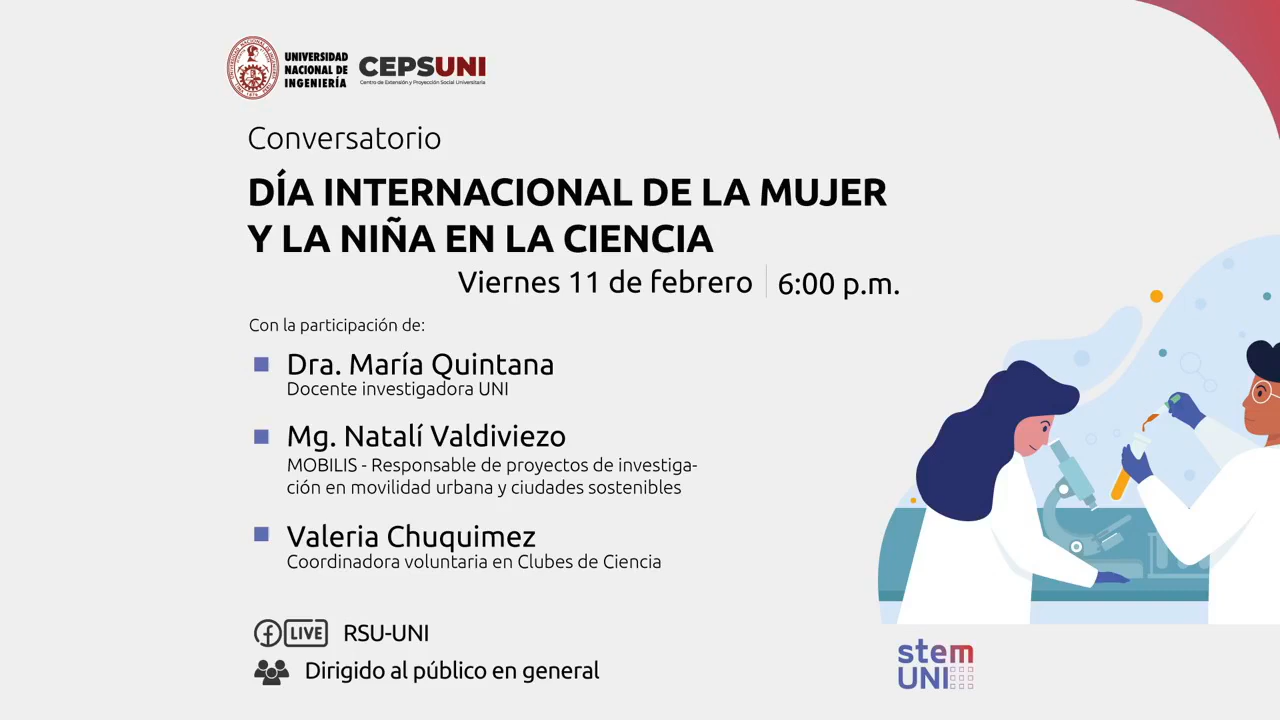 UNIVERSIDAD
NACIONAL DE
INGENIERÍA
CEPSUNI
Centro de Extensión y Proyección Social Universitaria
Conversatorio
DÍA INTERNACIONAL DE LA MUJER
Y LA NIÑA EN LA CIENCIA
Viernes 11 de febrero
6:00 p.m.
Con la participación de:
Dra. María Quintana
Docente investigadora UNI
Mg. Natalí Valdiviezo
MOBILIS - Responsable de proyectos de investiga-
ción en movilidad urbana y ciudades sostenibles
Valeria Chuquimez
Coordinadora voluntaria en Clubes de Ciencia
LIVE RSU-UNI
Dirigido al público en general
stem
UNI